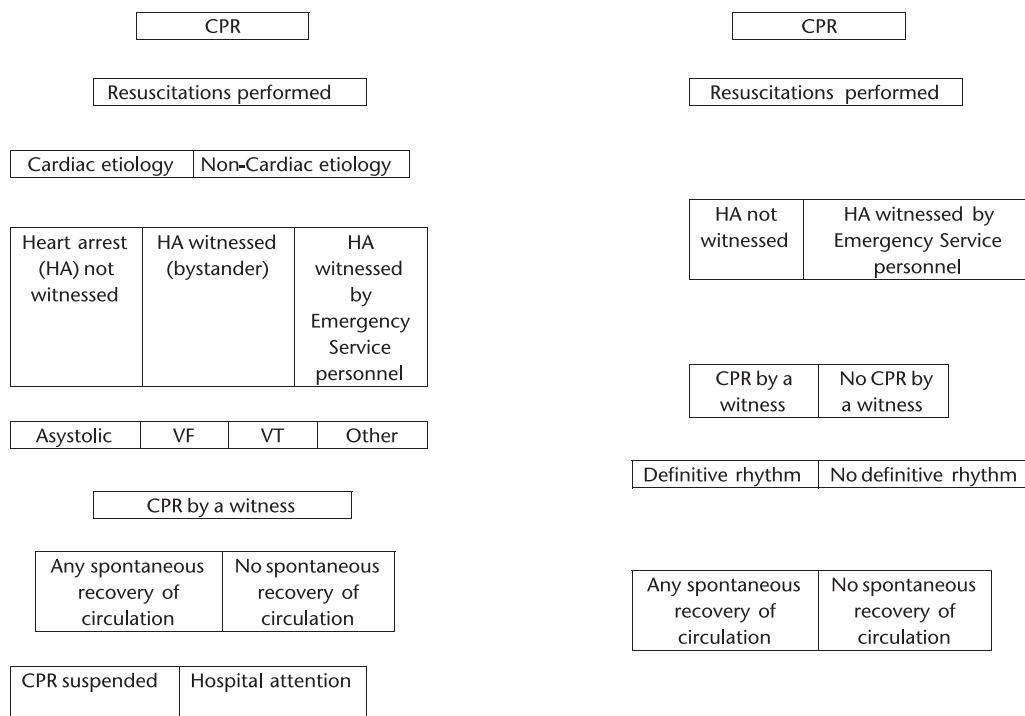 CPR
Resuscitations performed
Cardiac etiology
Non-Cardiac etiology
Heart arrest
(HA) not
witnessed
HA witnessed
(bystander)
HA
witnessed
by
Emergency
Service
personnel
Asystolic
VF
VT
Other
CPR by a witness
Any spontaneous
recovery of
circulation
No spontaneous
recovery of
circulation
CPR suspended
Hospital attention
CPR
Resuscitations performed
HA not
witnessed
HA witnessed by
Emergency Service
personnel
CPR by a
witness
No CPR by
a witness
Definitive rhythm
No definitive rhythm
Any spontaneous
recovery of
circulation
No spontaneous
recovery of
circulation